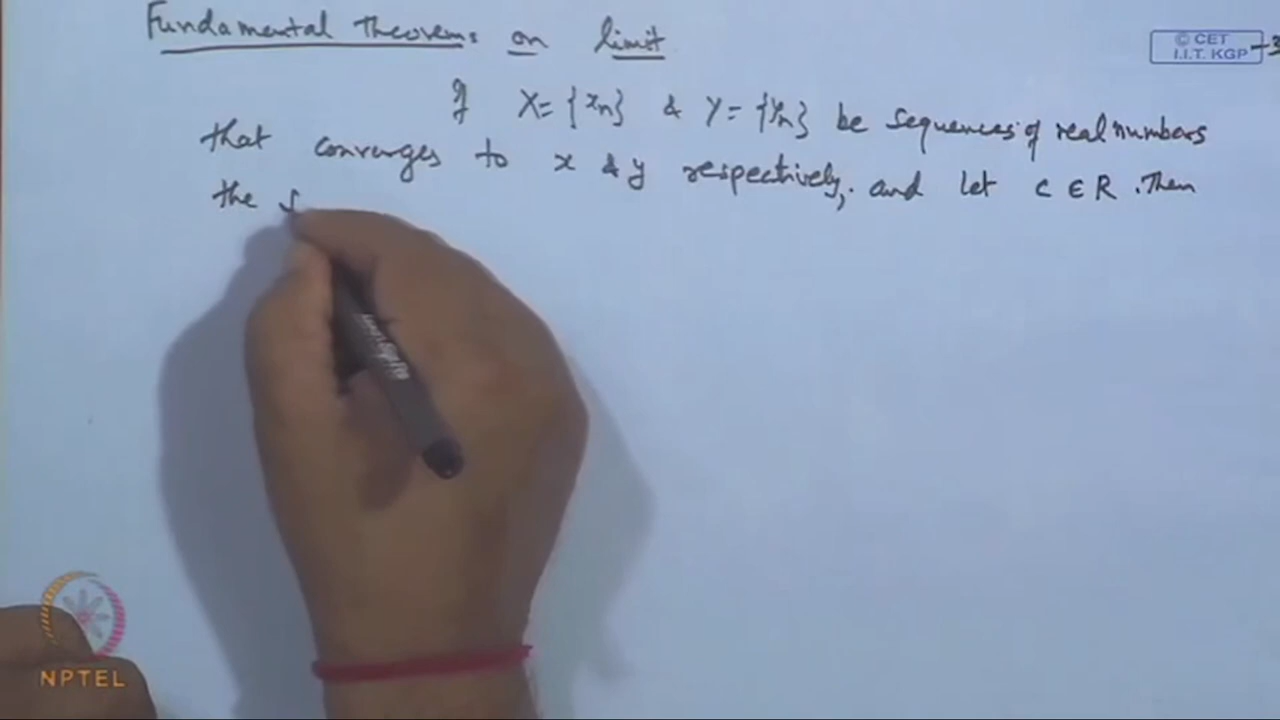 Fundamental Theorems on limit
© CET
I.I.T. KGP
If X = {xn} & Y = {yn} be sequences of real numbers
that converges to x & y respectively, and let c ∈ R. Then
the s
NPTEL